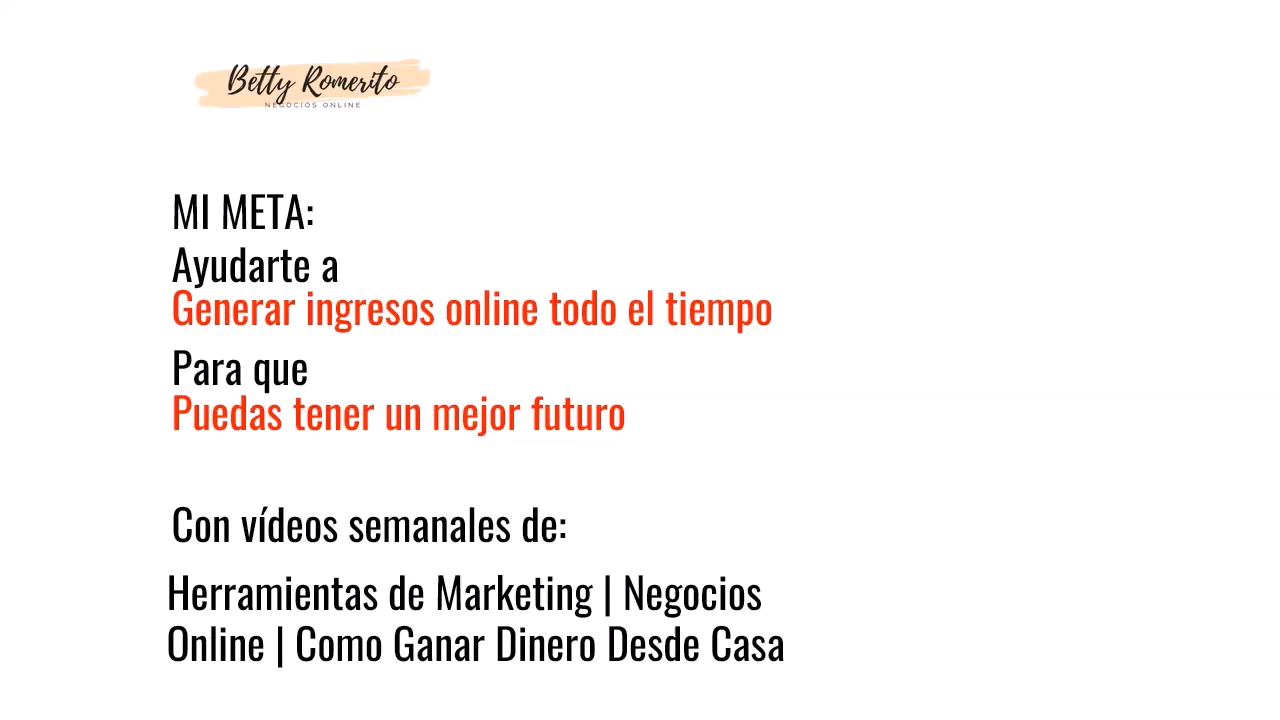 Betty Romerito
NEGOCIOS ONLINE
MI META:
Ayudarte a
Generar ingresos online todo el tiempo
Para que
Puedas tener un mejor futuro
Con vídeos semanales de:
Herramientas de Marketing | Negocios
Online | Como Ganar Dinero Desde Casa